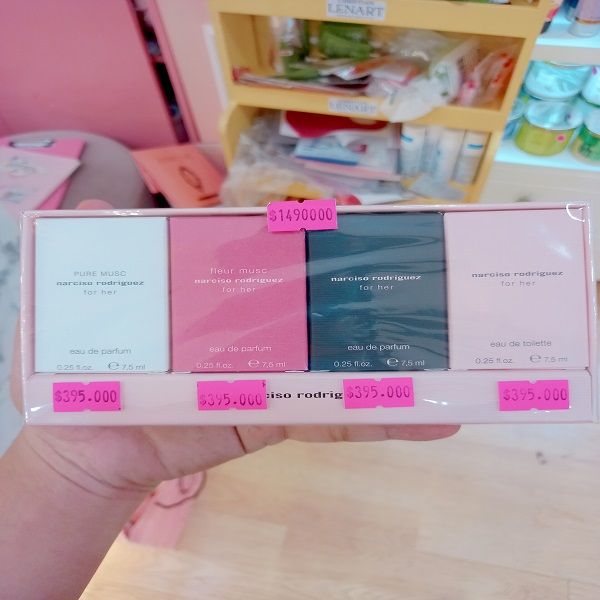 LENART
$1490000
PURE MUSC
narciso rodriguez
for her
eau de parfum
0.25 fl.oz. e 7,5 ml
fleur musc
narciso rodriguez
for her
eau de parfum
0.25 fl.oz. e 7,5 ml
narciso rodriguez
for her
eau de parfum
0.25 fl.oz. e 7,5 ml
narciso rodriguez
for her
eau de toilette
0.25 fl.oz. e 7,5 ml
$395.000
$395.000
ciso rodrig
$395.000
$395.000